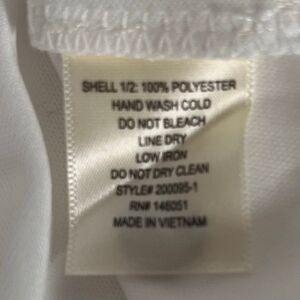 SHELL 1/2: 100% POLYESTER
HAND WASH COLD
DO NOT BLEACH
LINE DRY
LOW IRON
DO NOT DRY CLEAN
STYLE# 200095-1
RN# 146051
MADE IN VIETNAM